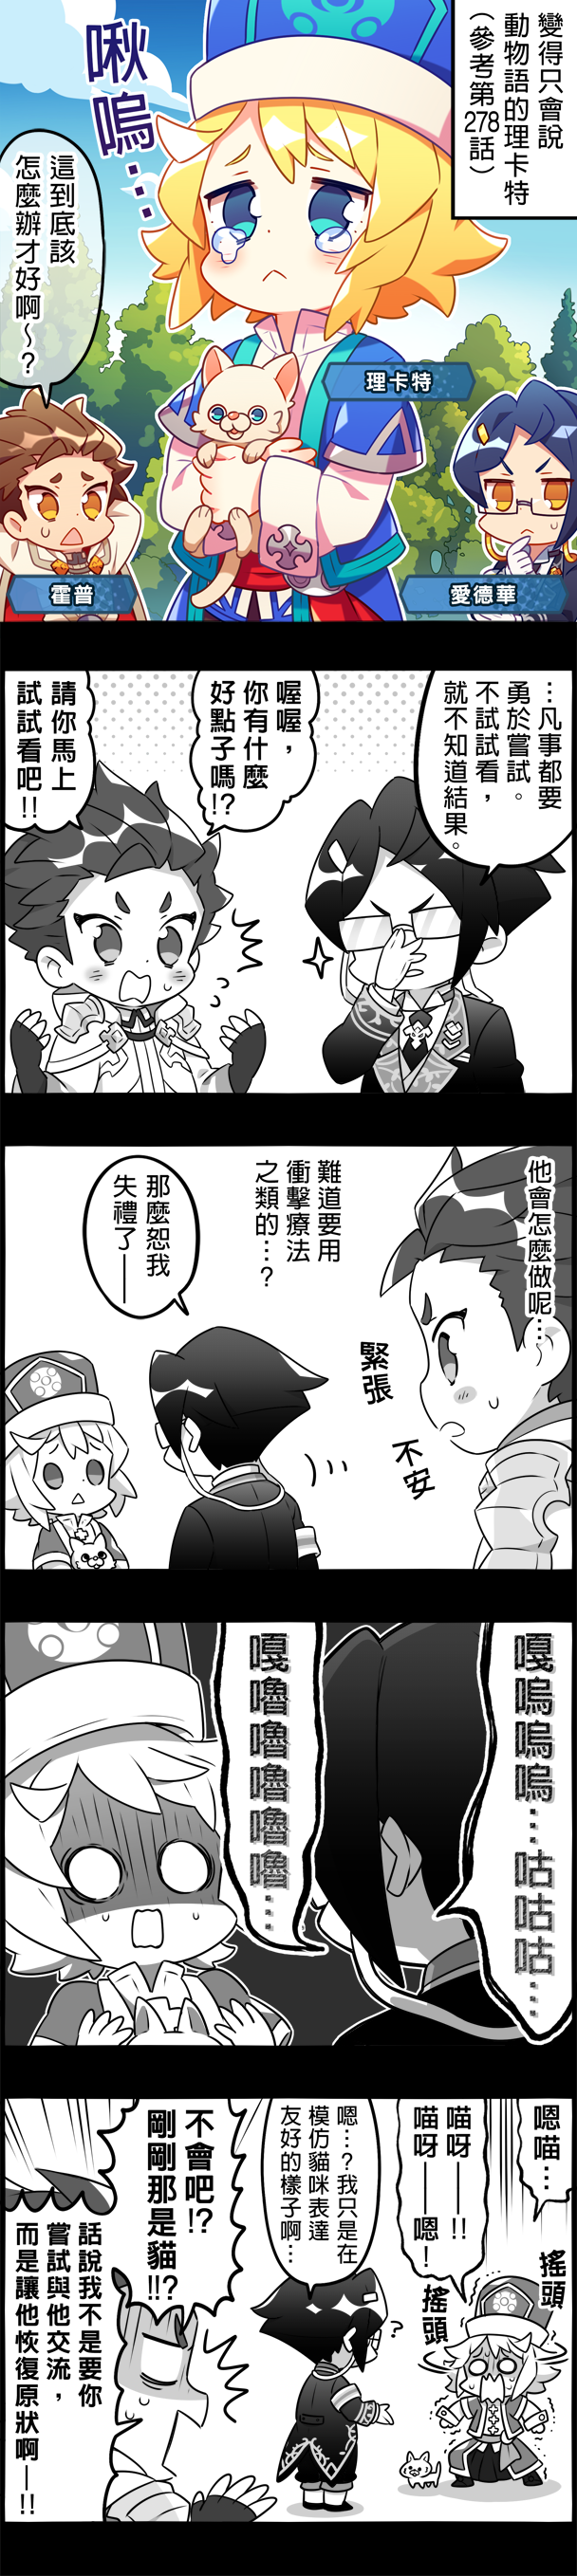 變得只會說
動物語的理卡特
（參考第278話）
啾
嗚…
這到底該
怎麼辦才好啊～？
理卡特
霍普
愛德華
…凡事都要
勇於嘗試。
不試試看，
就不知道結果。
喔喔，
你有什麼
好點子嗎!?
請你馬上
試試看吧!!
他會怎麼做呢…
難道要用
衝擊療法
之類的…？
緊張
不安
那麼恕我
失禮了——
嘎嗚嗚嗚…咕咕咕…
嘎嚕嚕嚕嚕嚕…
嗯喵…
喵呀——!!
喵呀——嗯！
搖頭
搖頭
?
嗯…？我只是在
模仿貓咪表達
友好的樣子啊…
不會吧!?
剛剛那是貓!!?
話說我不是要你
嘗試與他交流，
而是讓他恢復原狀啊—!!